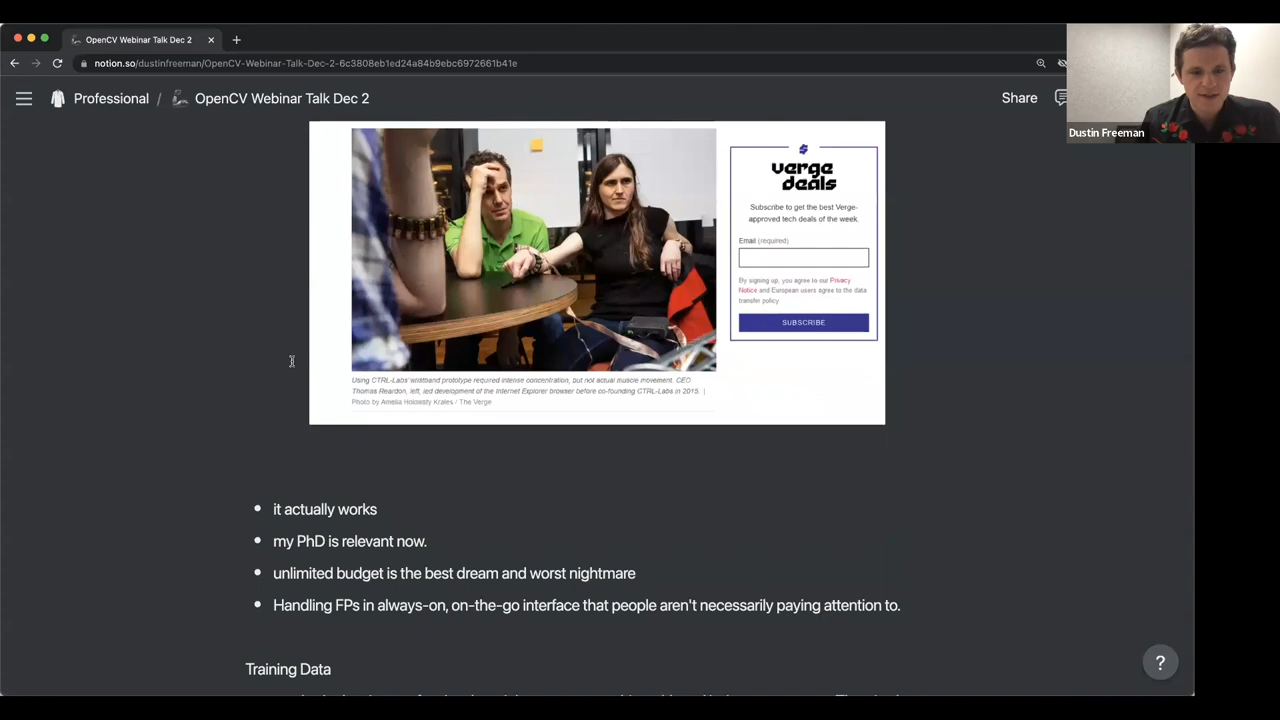 OpenCV Webinar Talk Dec 2
notion.so/dustinfreeman/OpenCV-Webinar-Talk-Dec-2-6c3808eb1ed24a84b9ebc6972661b41e
Professional / OpenCV Webinar Talk Dec 2
Share
Dustin Freeman
verge
deals
Subscribe to get the best Verge-
approved tech deals of the week.
Email (required)
By signing up, you agree to our Privacy
Notice and European users agree to the data
transfer policy.
SUBSCRIBE
Using CTRL-Labs' wristband prototype required intense concentration, but not actual muscle movement. CEO
Thomas Reardon, left, led development of the Internet Explorer browser before co-founding CTRL-Labs in 2015. |
Photo by Amelia Holowaty Krales / The Verge
• it actually works
• my PhD is relevant now.
• unlimited budget is the best dream and worst nightmare
• Handling FPs in always-on, on-the-go interface that people aren't necessarily paying attention to.
Training Data
?